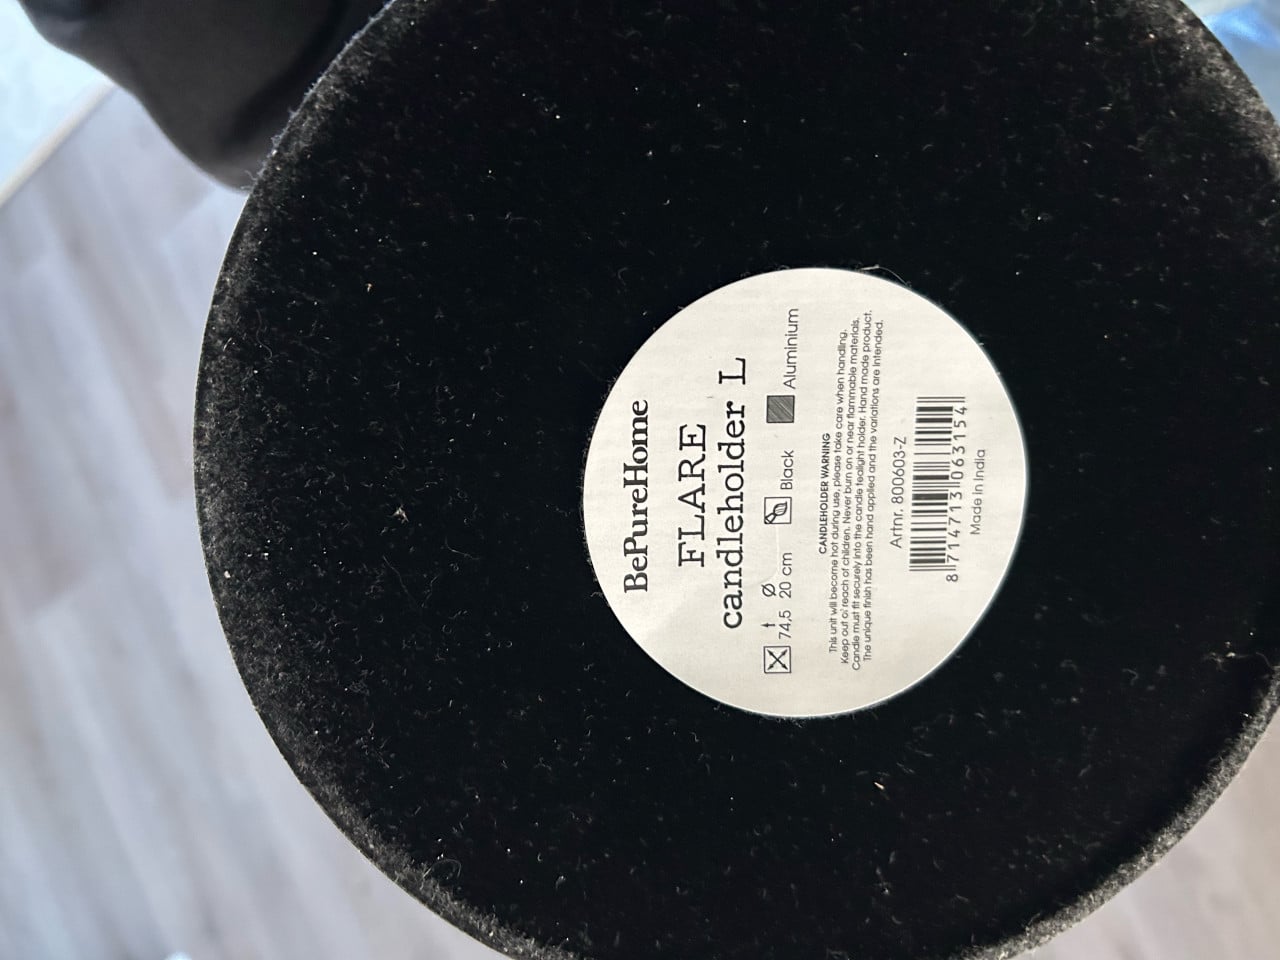 BePureHome
FLARE
candleholder L
↑ Ø
74,5 20 cm Black Aluminium
CANDLEHOLDER WARNING
This unit will become hot during use, please take care when handling.
Keep out of reach of children. Never burn on or near flammable materials.
Candle must fit securely into the candle tealight holder. Hand made product.
The unique finish has been hand applied and the variations are intended.
Artnr. 800603-Z
8 714713 063154
Made in India